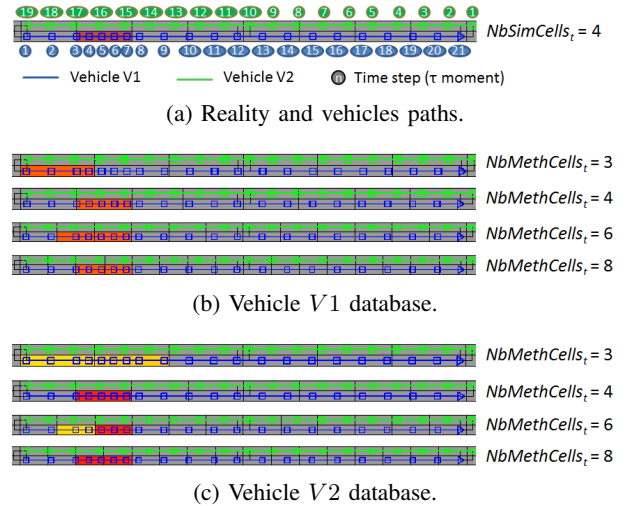 19 18 17 16 15 14 13 12 11 10 9 8 7 6 5 4 3 2 1
NbSimCells_t = 4
1 2 3 4 5 6 7 8 9 10 11 12 13 14 15 16 17 18 19 20 21
Vehicle V1 Vehicle V2 n Time step (τ moment)
(a) Reality and vehicles paths.
NbMethCells_t = 3
NbMethCells_t = 4
NbMethCells_t = 6
NbMethCells_t = 8
(b) Vehicle V1 database.
NbMethCells_t = 3
NbMethCells_t = 4
NbMethCells_t = 6
NbMethCells_t = 8
(c) Vehicle V2 database.